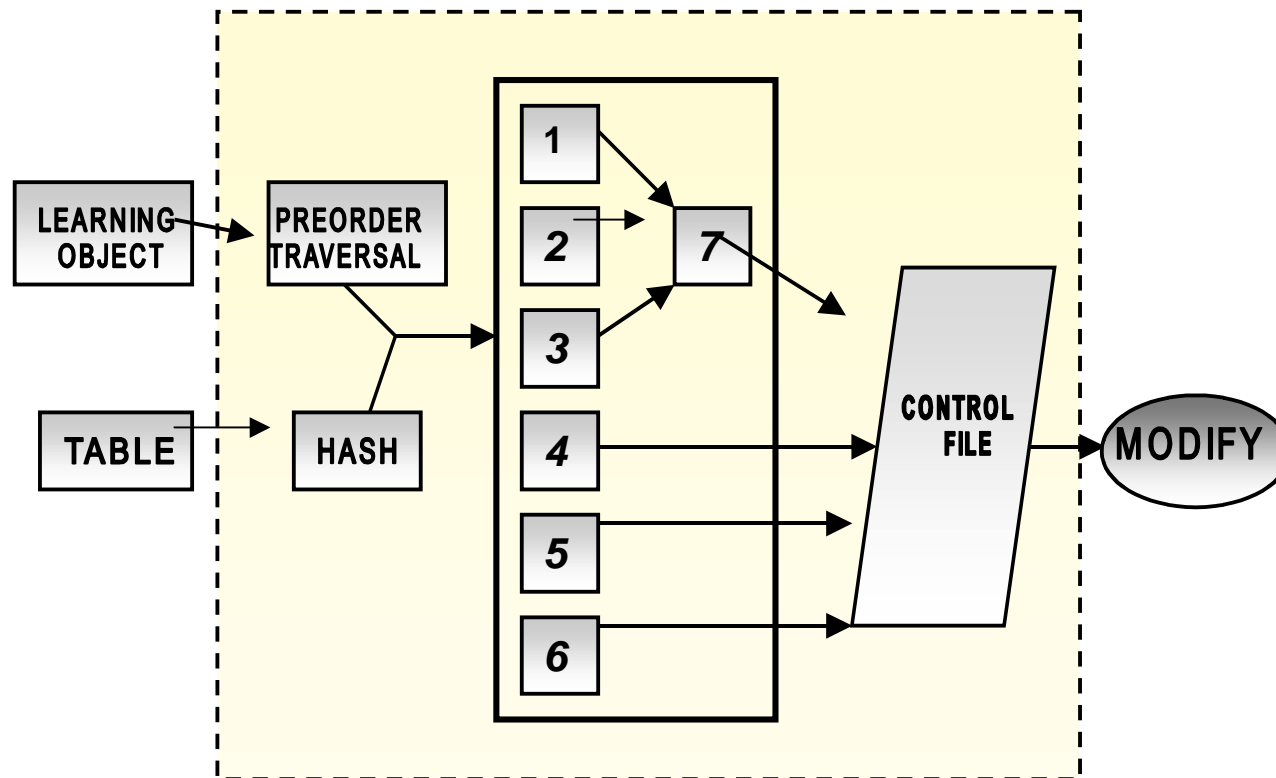 LEARNING
OBJECT
PREORDER
TRAVERSAL
TABLE
HASH
1
2
3
4
5
6
7
CONTROL
FILE
MODIFY